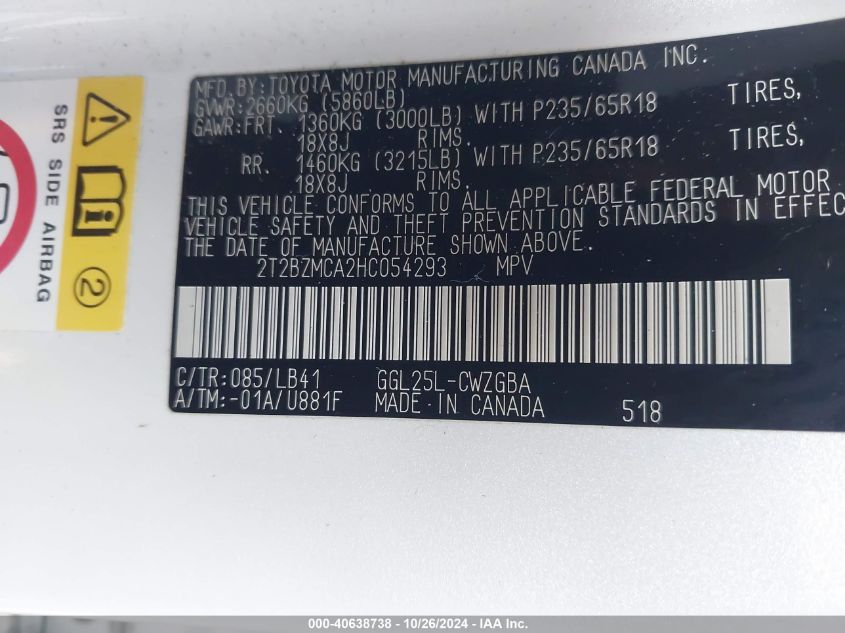 MFD.BY:TOYOTA MOTOR MANUFACTURING CANADA INC.
GVWR:2660KG (5860LB)
GAWR:FRT. 1360KG (3000LB) WITH P235/65R18 TIRES,
18X8J RIMS.
RR. 1460KG (3215LB) WITH P235/65R18 TIRES,
18X8J RIMS.
THIS VEHICLE CONFORMS TO ALL APPLICABLE FEDERAL MOTOR
VEHICLE SAFETY AND THEFT PREVENTION STANDARDS IN EFFEC
THE DATE OF MANUFACTURE SHOWN ABOVE.
2T2BZMCA2HC054293 MPV
C/TR:085/LB41 GGL25L-CWZGBA
A/TM:-01A/U881F MADE IN CANADA 518
SRS SIDE AIRBAG
2
000-40638738 - 10/26/2024 - IAA Inc.